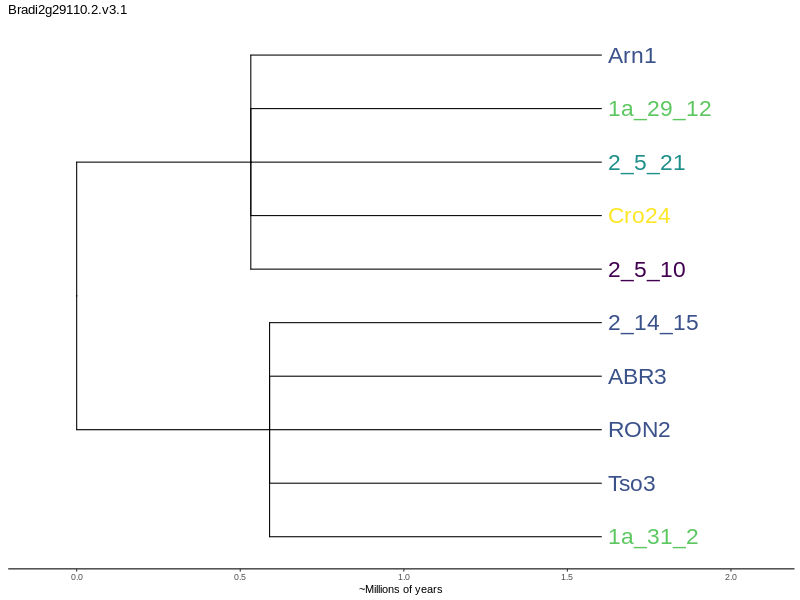 Bradi2g29110.2.v3.1
Arn1
1a_29_12
2_5_21
Cro24
2_5_10
2_14_15
ABR3
RON2
Tso3
1a_31_2
0.0 0.5 1.0 1.5 2.0
~Millions of years